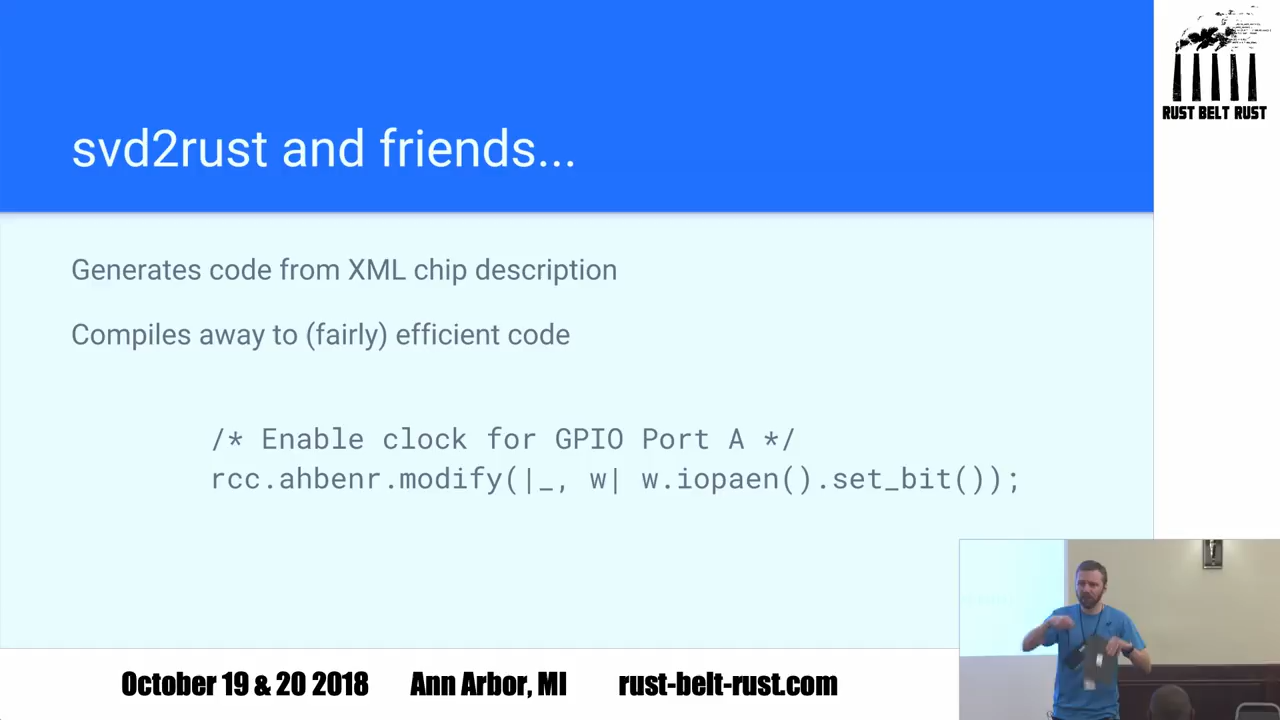 RUST BELT RUST
svd2rust and friends...
Generates code from XML chip description
Compiles away to (fairly) efficient code
/* Enable clock for GPIO Port A */
rcc.ahbenr.modify(|_, w| w.iopaen().set_bit());
October 19 & 20 2018 Ann Arbor, MI rust-belt-rust.com